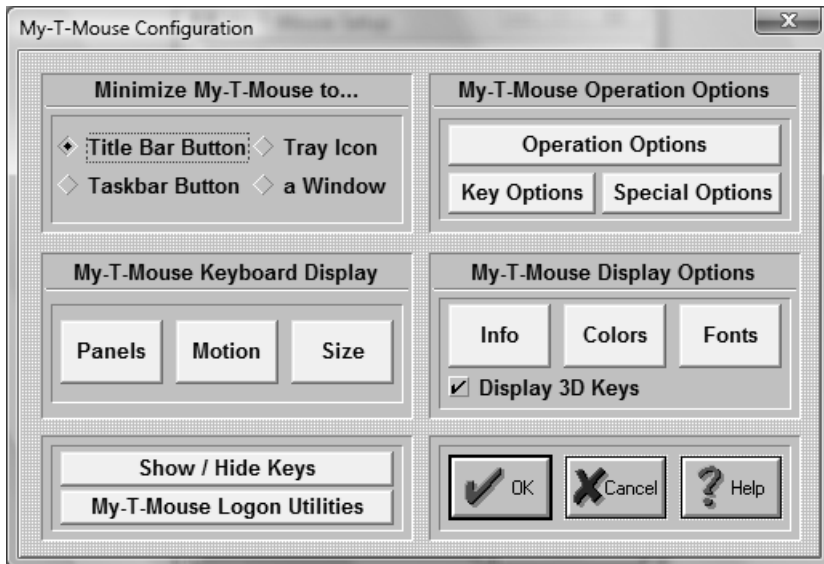 My-T-Mouse Configuration
Minimize My-T-Mouse to...
Title Bar Button
Tray Icon
Taskbar Button
a Window
My-T-Mouse Operation Options
Operation Options
Key Options
Special Options
My-T-Mouse Keyboard Display
Panels
Motion
Size
My-T-Mouse Display Options
Info
Colors
Fonts
Display 3D Keys
Show / Hide Keys
My-T-Mouse Logon Utilities
OK
Cancel
Help